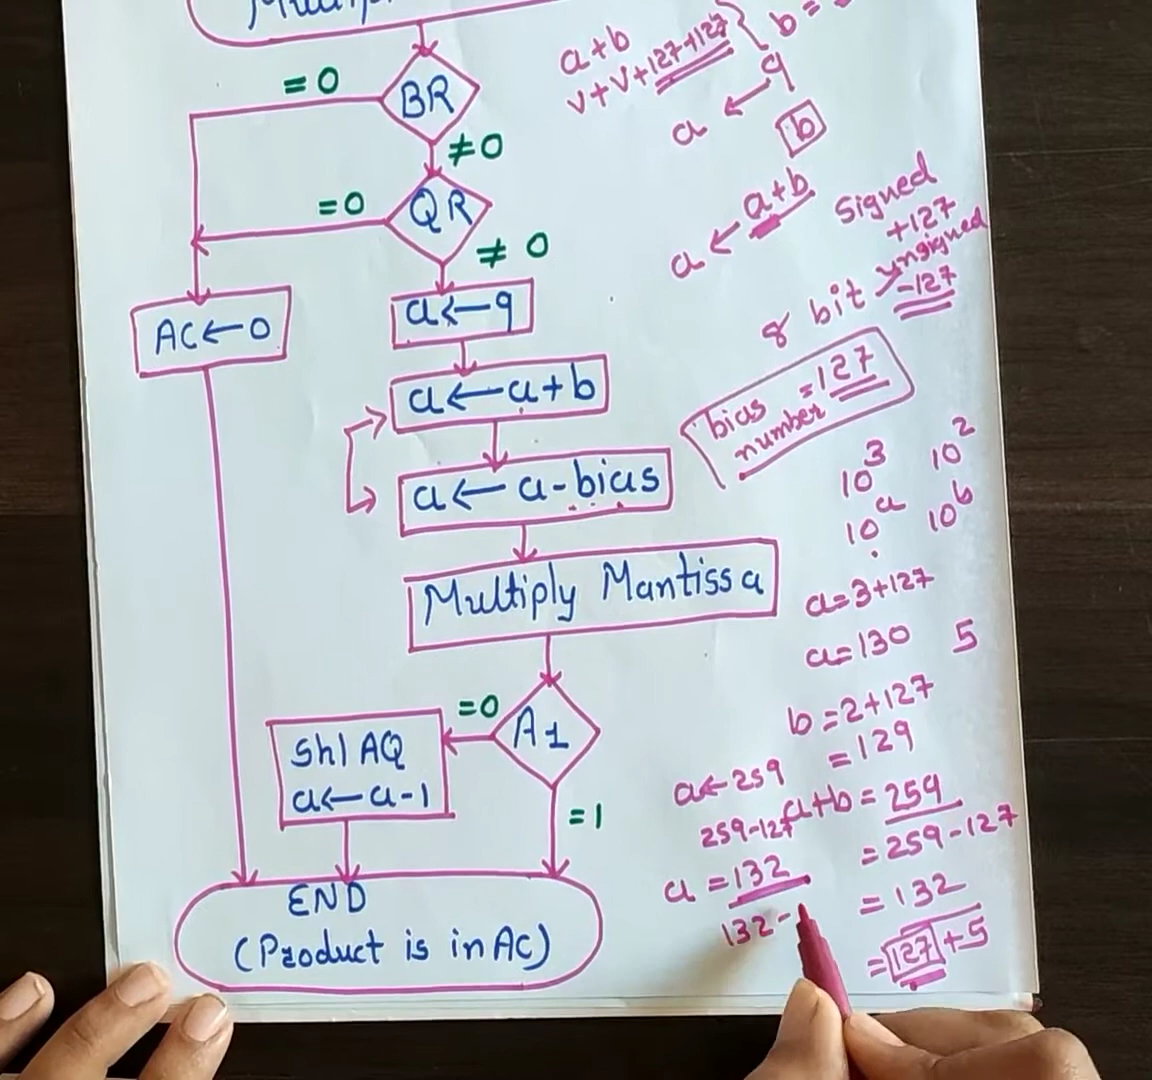 = 0
BR
≠ 0
= 0
QR
≠ 0
AC ← 0
a ← q
a ← a + b
a ← a - bias
Multiply Mantissa
= 0
A1
= 1
Shl AQ
a ← a - 1
END
(Product is in AC)
a + b
v + v + 127 + 127 }
b =
q
a ←
b
a ← a + b
Signed
+127
unsigned
-127
8 bit
bias
number = 127
10³ 10²
10ᵃ 10ᵇ
a = 3 + 127
a = 130 5
b = 2 + 127
= 129
a ← 259
a + b = 259
259 - 127
= 259 - 127
a = 132
= 132
132 -
= 127 + 5